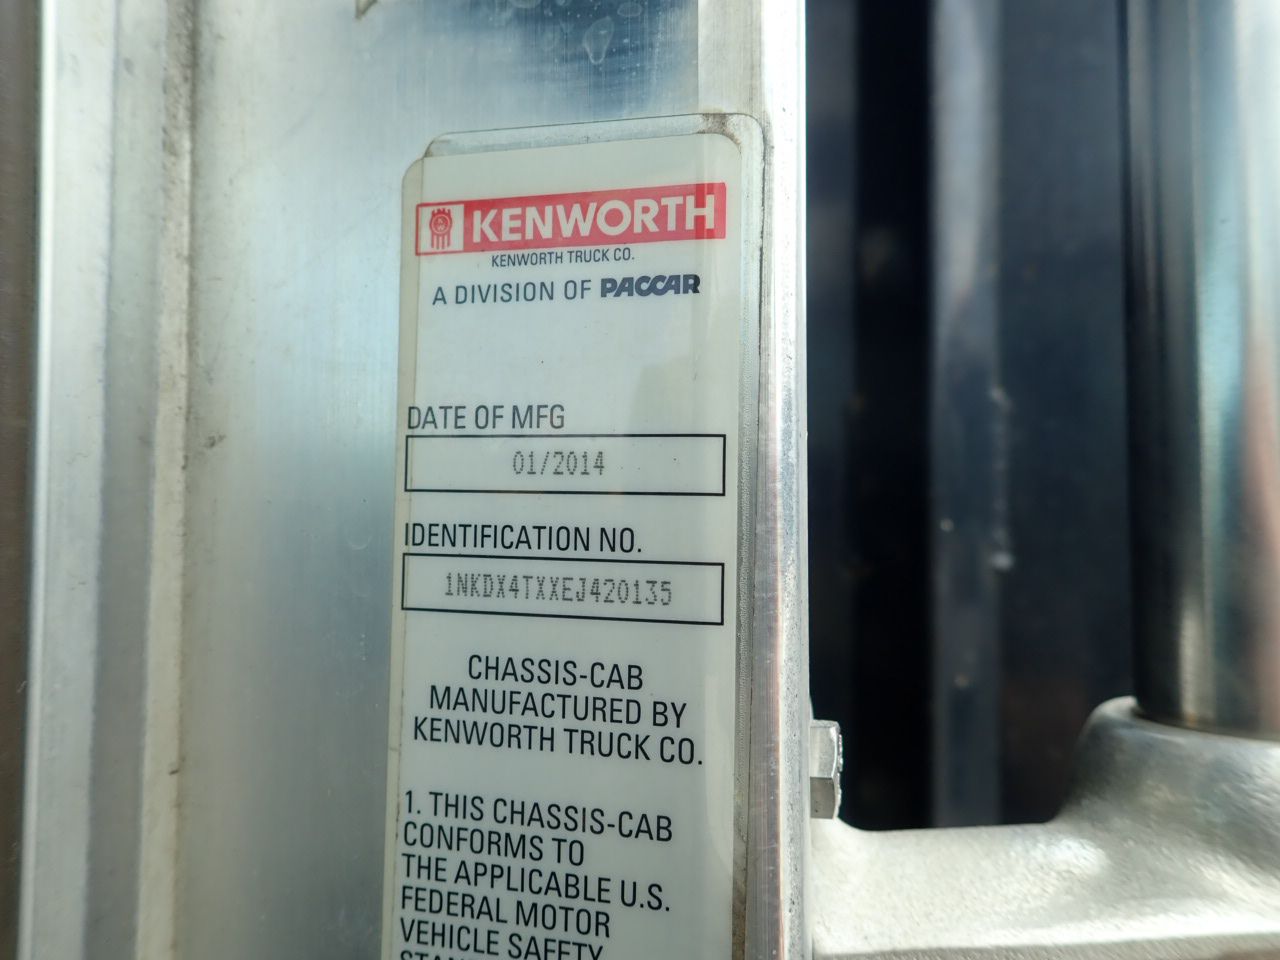 KENWORTH
KENWORTH TRUCK CO.
A DIVISION OF PACCAR
DATE OF MFG
01/2014
IDENTIFICATION NO.
1NKDX4TXXEJ420135
CHASSIS-CAB
MANUFACTURED BY
KENWORTH TRUCK CO.
1. THIS CHASSIS-CAB
CONFORMS TO
THE APPLICABLE U.S.
FEDERAL MOTOR
VEHICLE SAFETY